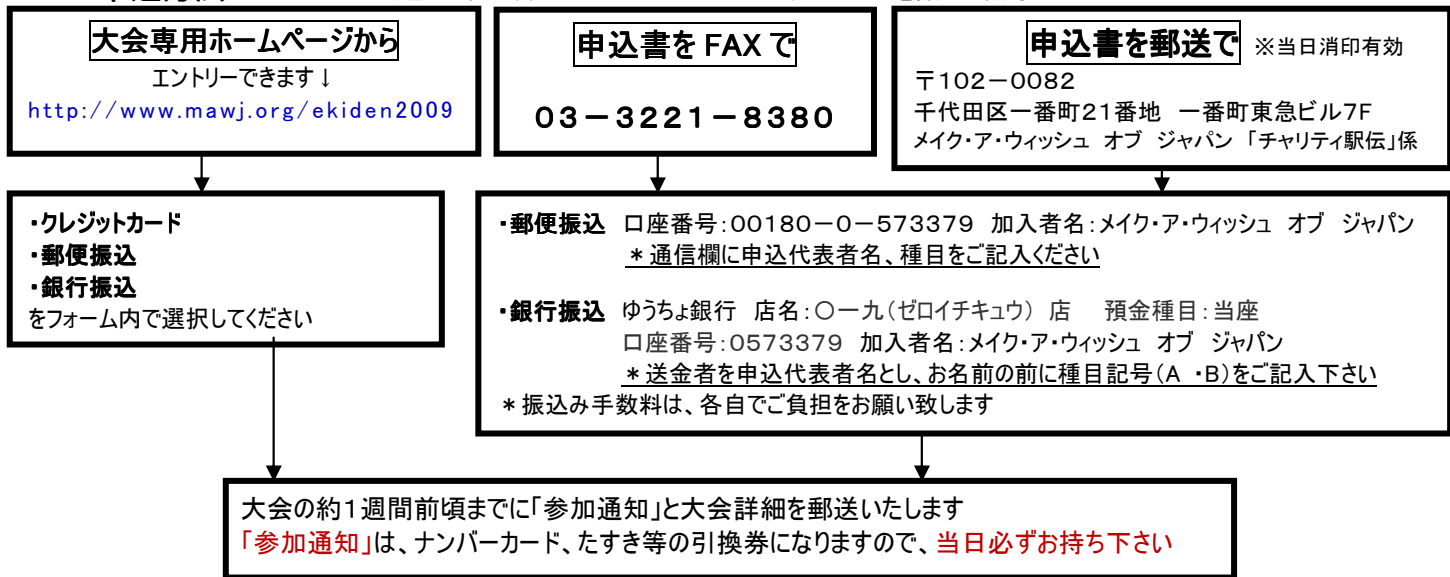 大会専用ホームページから
エントリーできます↓
http://www.mawj.org/ekiden2009
申込書をFAXで
03-3221-8380
申込書を郵送で ※当日消印有効
〒102-0082
千代田区一番町21番地 一番町東急ビル7F
メイク・ア・ウィッシュ オブ ジャパン 「チャリティ駅伝」係
・クレジットカード
・郵便振込
・銀行振込
をフォーム内で選択してください
・郵便振込 口座番号:00180-0-573379 加入者名:メイク・ア・ウィッシュ オブ ジャパン
*通信欄に申込代表者名、種目をご記入ください
・銀行振込 ゆうちょ銀行 店名:〇一九(ゼロイチキュウ) 店 預金種目:当座
口座番号:0573379 加入者名:メイク・ア・ウィッシュ オブ ジャパン
*送金者を申込代表者名とし、お名前の前に種目記号(A ・B)をご記入下さい
*振込み手数料は、各自でご負担をお願い致します
大会の約1週間前頃までに「参加通知」と大会詳細を郵送いたします
「参加通知」は、ナンバーカード、たすき等の引換券になりますので、当日必ずお持ち下さい